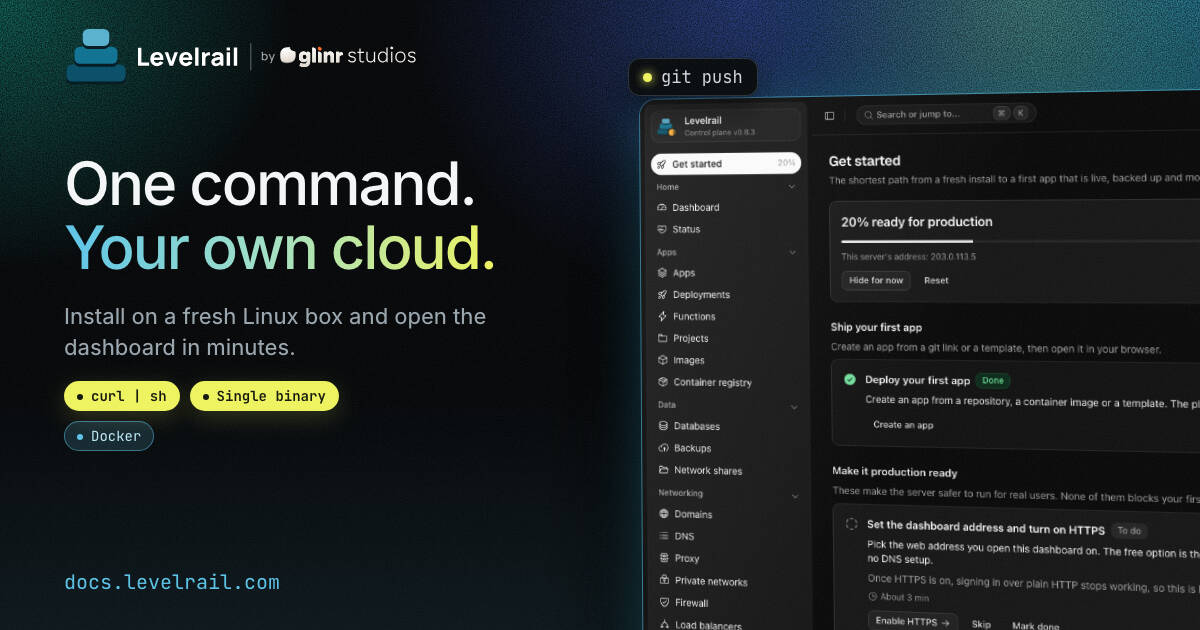 Levelrail | by glinr studios
One command.
Your own cloud.
Install on a fresh Linux box and open the
dashboard in minutes.
curl | sh
Single binary
Docker
docs.levelrail.com
git push
Levelrail
Control plane v0.8.3
Get started 20%
Home
Dashboard
Status
Apps
Apps
Deployments
Functions
Projects
Images
Container registry
Data
Databases
Backups
Network shares
Networking
Domains
DNS
Proxy
Private networks
Firewall
Load balancers
Search or jump to... ⌘ K
Get started
The shortest path from a fresh install to a first app that is live, backed up and mo
20% ready for production
This server's address: 203.0.113.5
Hide for now Reset
Ship your first app
Create an app from a git link or a template, then open it in your browser.
Deploy your first app Done
Create an app from a repository, a container image or a template. The pl
Create an app
Make it production ready
These make the server safer to run for real users. None of them blocks your firs
Set the dashboard address and turn on HTTPS To do
Pick the web address you open this dashboard on. The free option is th
no DNS setup.
Once HTTPS is on, signing in over plain HTTP stops working, so this is
About 3 min
Enable HTTPS → Skip Mark done